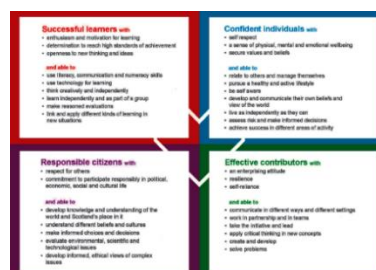 Successful learners with
• enthusiasm and motivation for learning
• determination to reach high standards of achievement
• openness to new thinking and ideas
and able to
• use literacy, communication and numeracy skills
• use technology for learning
• think creatively and independently
• learn independently and as part of a group
• make reasoned evaluations
• link and apply different kinds of learning in
new situations
Confident individuals with
• self respect
• a sense of physical, mental and emotional wellbeing
• secure values and beliefs
and able to
• relate to others and manage themselves
• pursue a healthy and active lifestyle
• be self aware
• develop and communicate their own beliefs and
view of the world
• live as independently as they can
• assess risk and make informed decisions
• achieve success in different areas of activity
Responsible citizens with
• respect for others
• commitment to participate responsibly in political,
economic, social and cultural life
and able to
• develop knowledge and understanding of the
world and Scotland's place in it
• understand different beliefs and cultures
• make informed choices and decisions
• evaluate environmental, scientific and
technological issues
• develop informed, ethical views of complex
issues
Effective contributors with
• an enterprising attitude
• resilience
• self-reliance
and able to
• communicate in different ways and different settings
• work in partnership and in teams
• take the initiative and lead
• apply critical thinking in new concepts
• create and develop
• solve problems